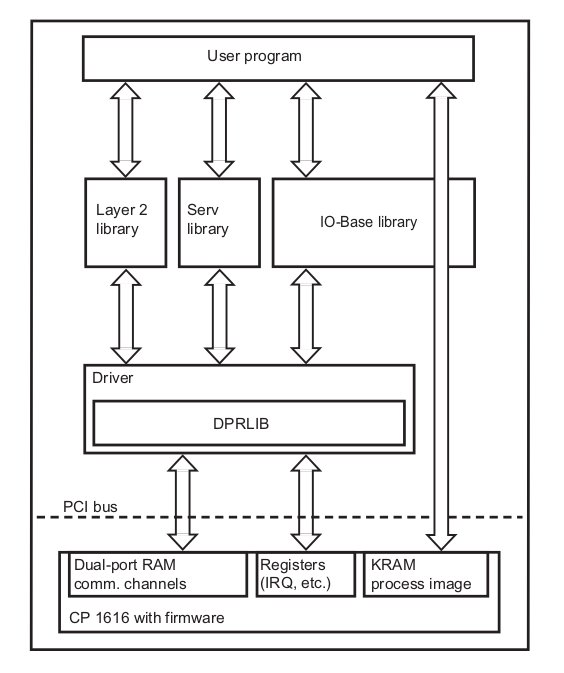 User program
Layer 2
library
Serv
library
IO-Base library
Driver
DPRLIB
PCI bus
Dual-port RAM
comm. channels
Registers
(IRQ, etc.)
KRAM
process image
CP 1616 with firmware